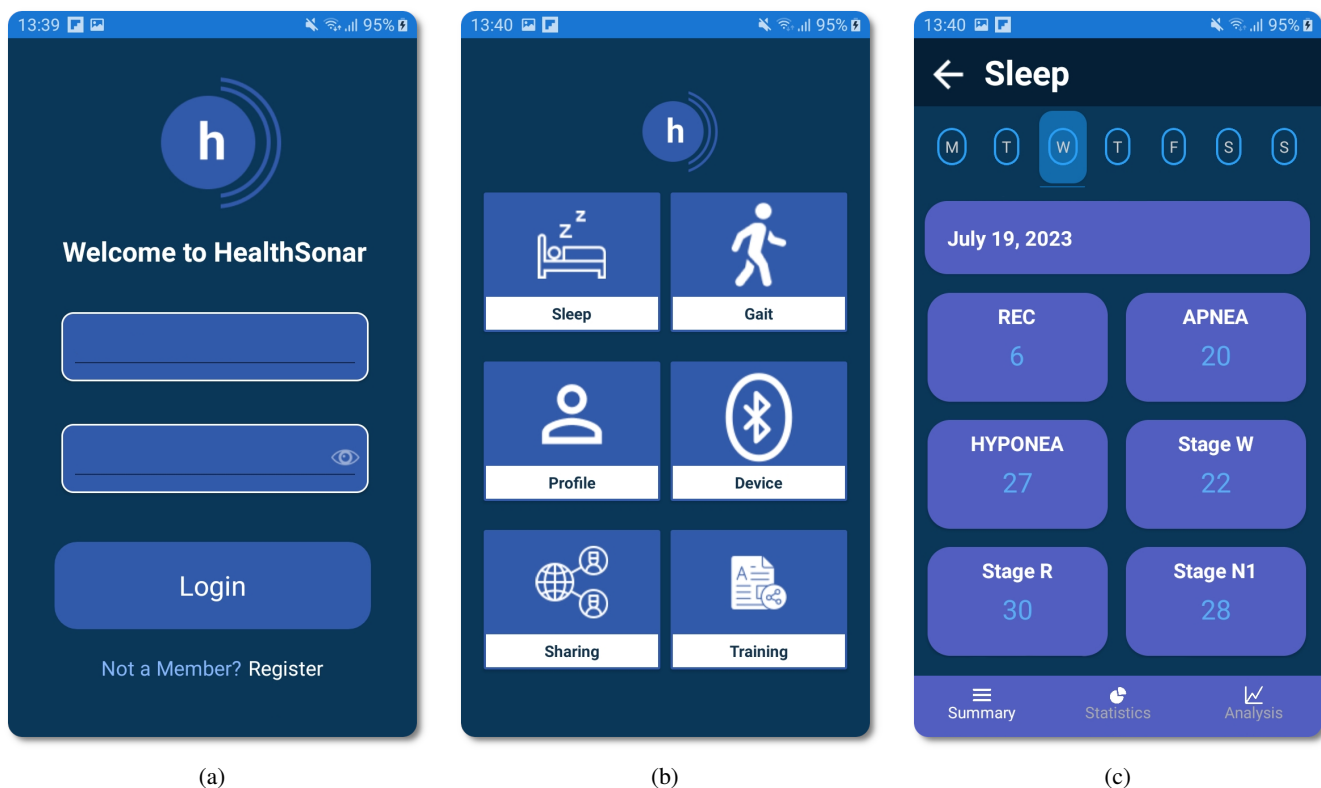 13:39 95%
h
Welcome to HealthSonar
Login
Not a Member? Register
(a)
13:40 95%
h
z z
Sleep Gait
Profile Device
A
Sharing Training
(b)
13:40 95%
Sleep
M T W T F S S
July 19, 2023
REC APNEA
6 20
HYPONEA Stage W
27 22
Stage R Stage N1
30 28
Summary Statistics Analysis
(c)